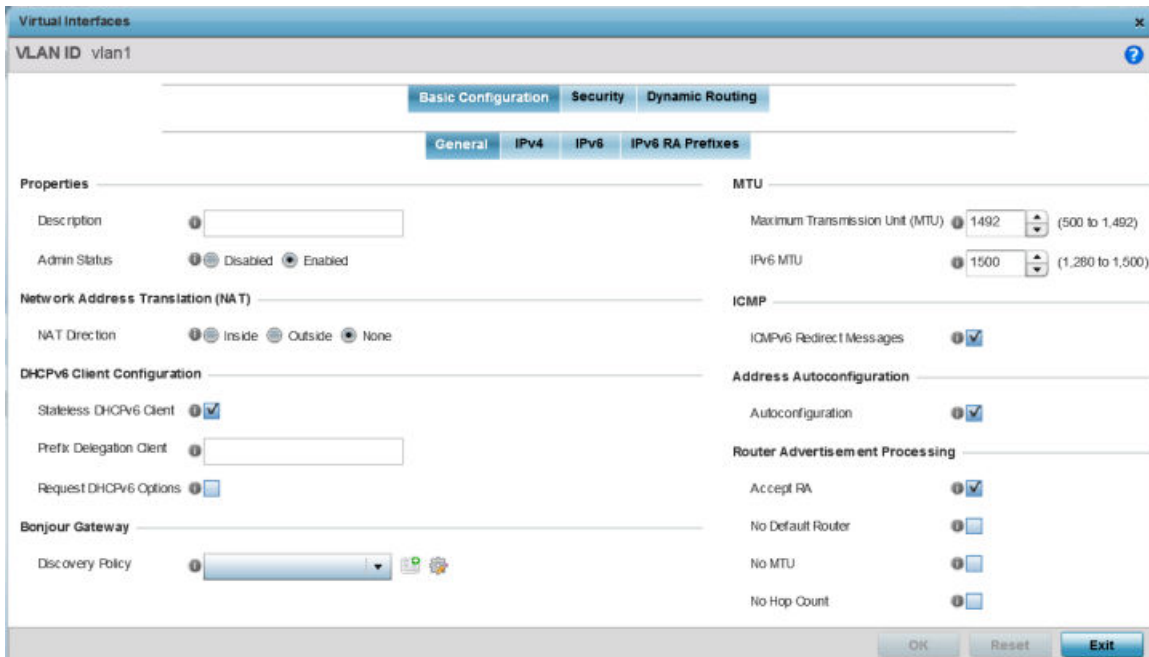 Virtual Interfaces
VLAN ID vlan1
Basic Configuration Security Dynamic Routing
General IPv4 IPv6 IPv6 RA Prefixes
Properties
Description
Admin Status Disabled Enabled
Network Address Translation (NAT)
NAT Direction Inside Outside None
DHCPv6 Client Configuration
Stateless DHCPv6 Client
Prefix Delegation Client
Request DHCPv6 Options
Bonjour Gateway
Discovery Policy
MTU
Maximum Transmission Unit (MTU) 1492 (500 to 1,492)
IPv6 MTU 1500 (1,280 to 1,500)
ICMP
ICMPv6 Redirect Messages
Address Autoconfiguration
Autoconfiguration
Router Advertisement Processing
Accept RA
No Default Router
No MTU
No Hop Count
OK Reset Exit